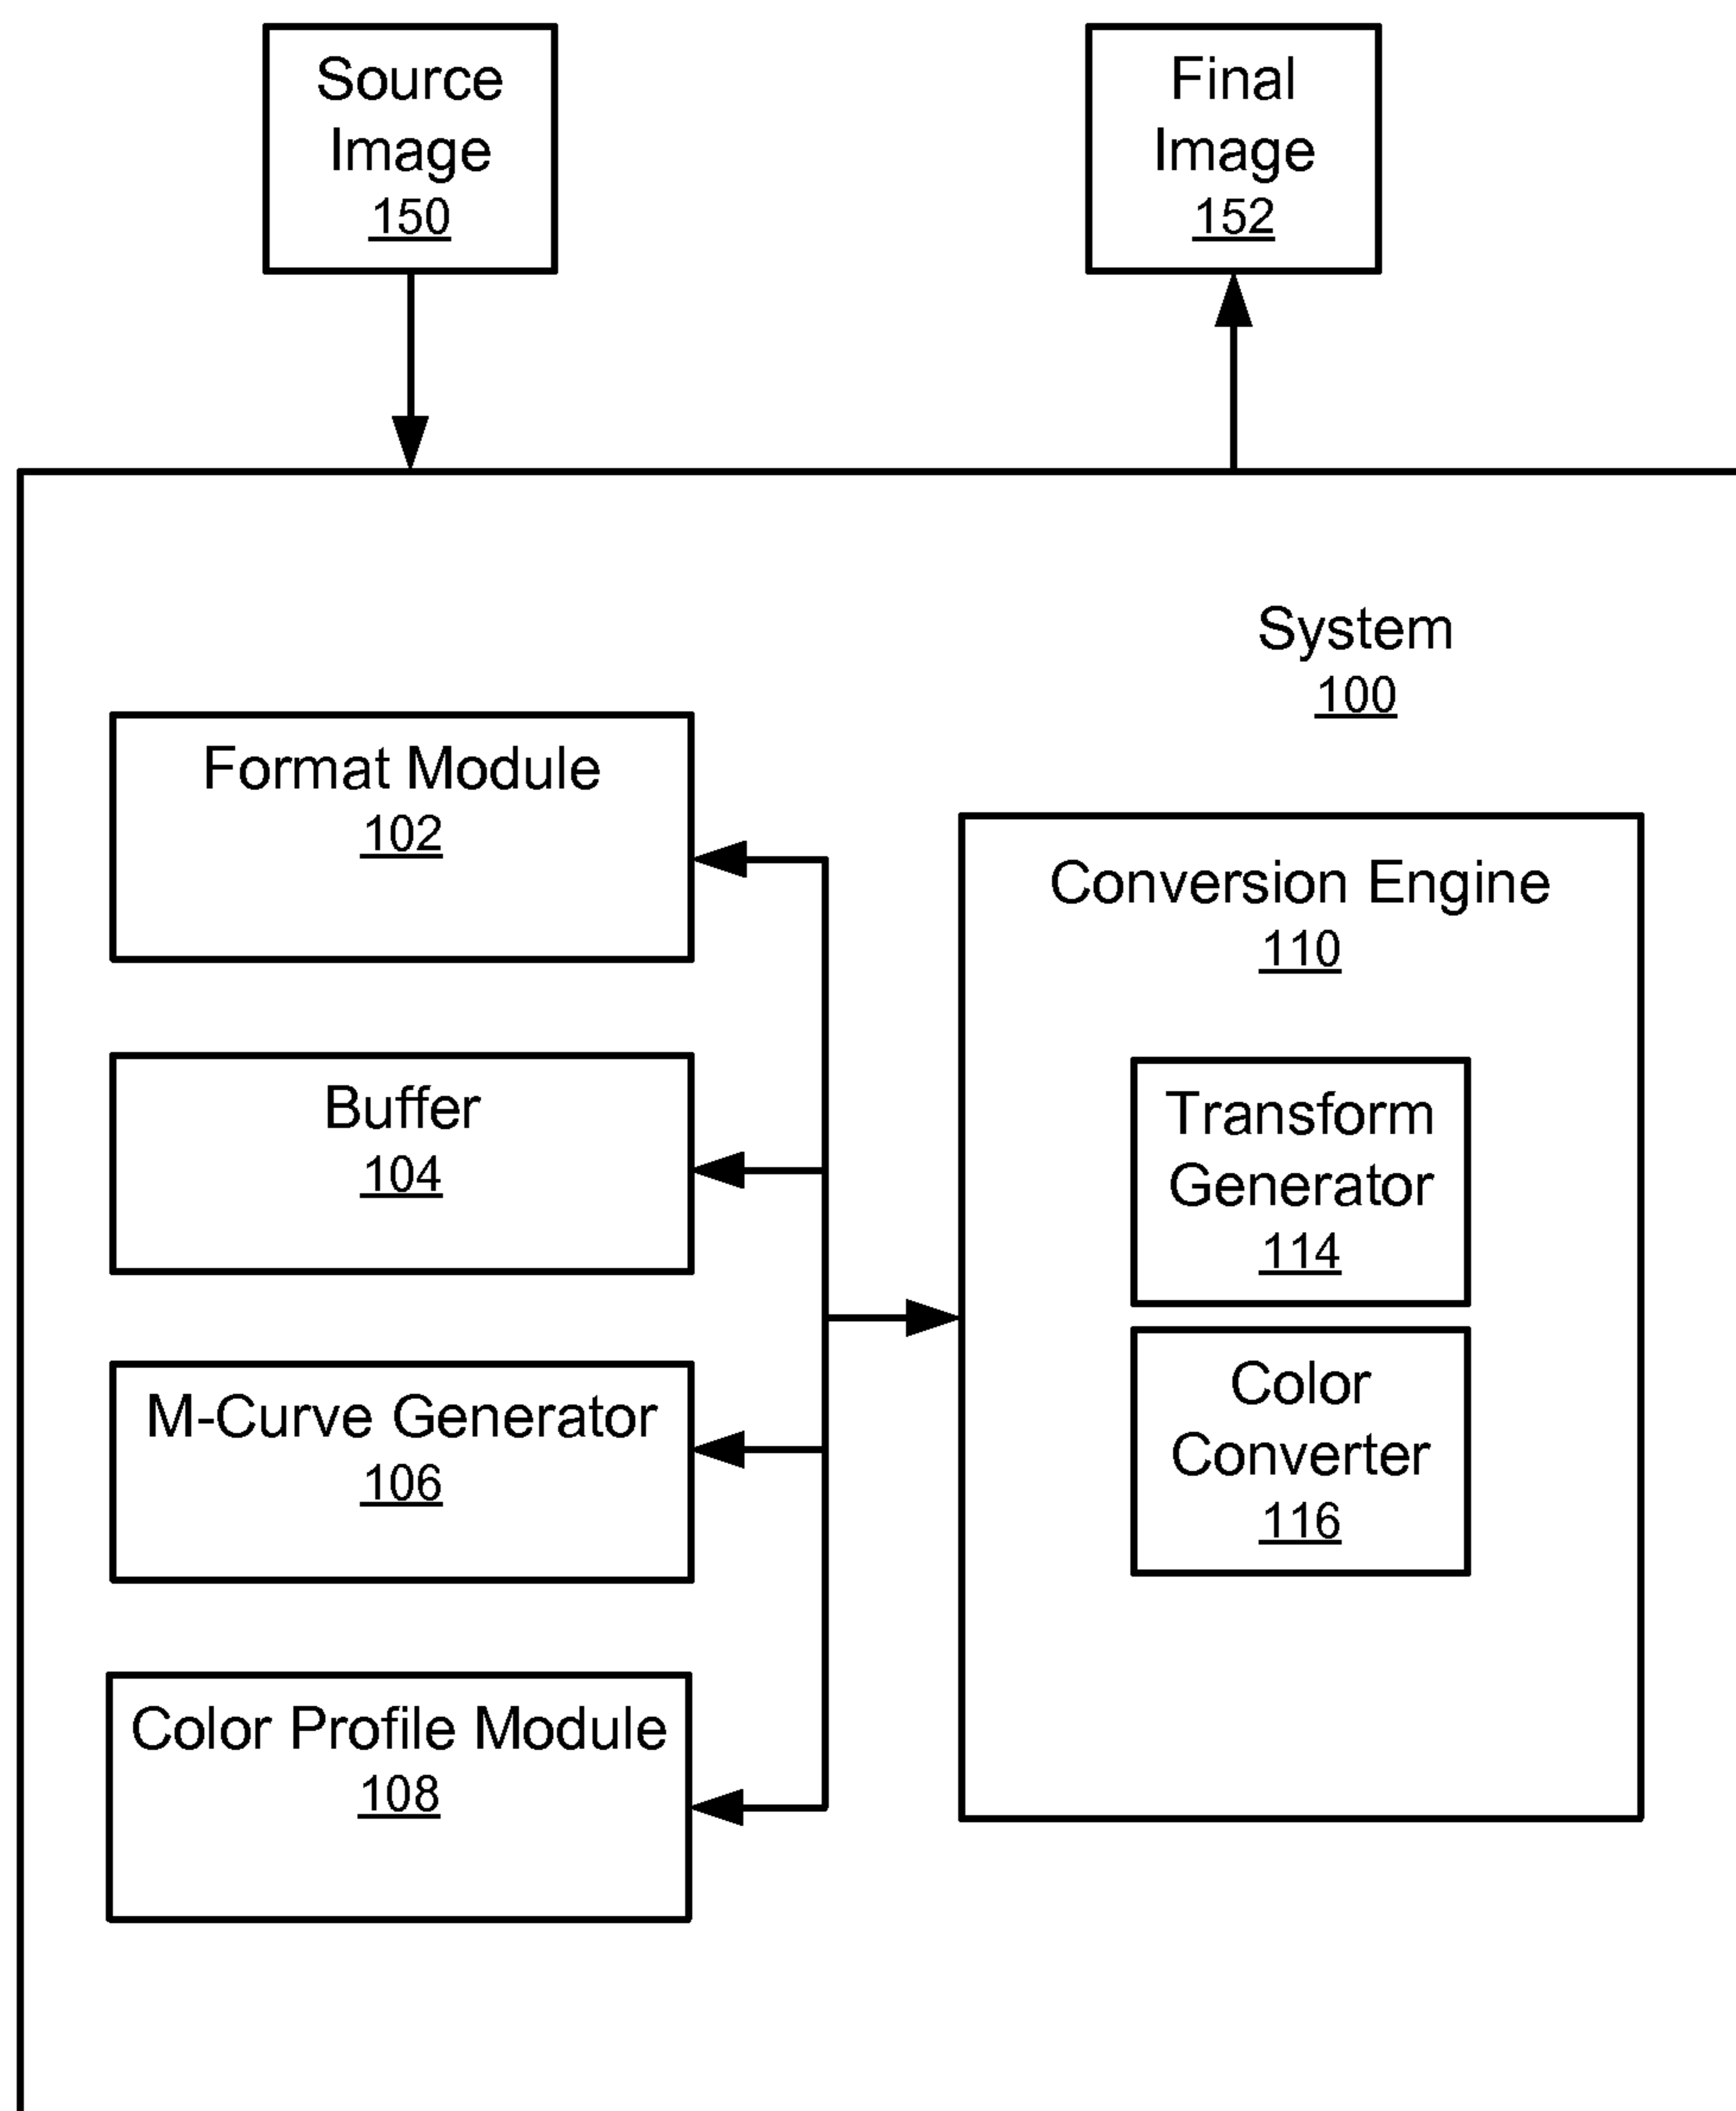 Source
Image
150
Final
Image
152
System
100
Format Module
102
Buffer
104
M-Curve Generator
106
Color Profile Module
108
Conversion Engine
110
Transform
Generator
114
Color
Converter
116